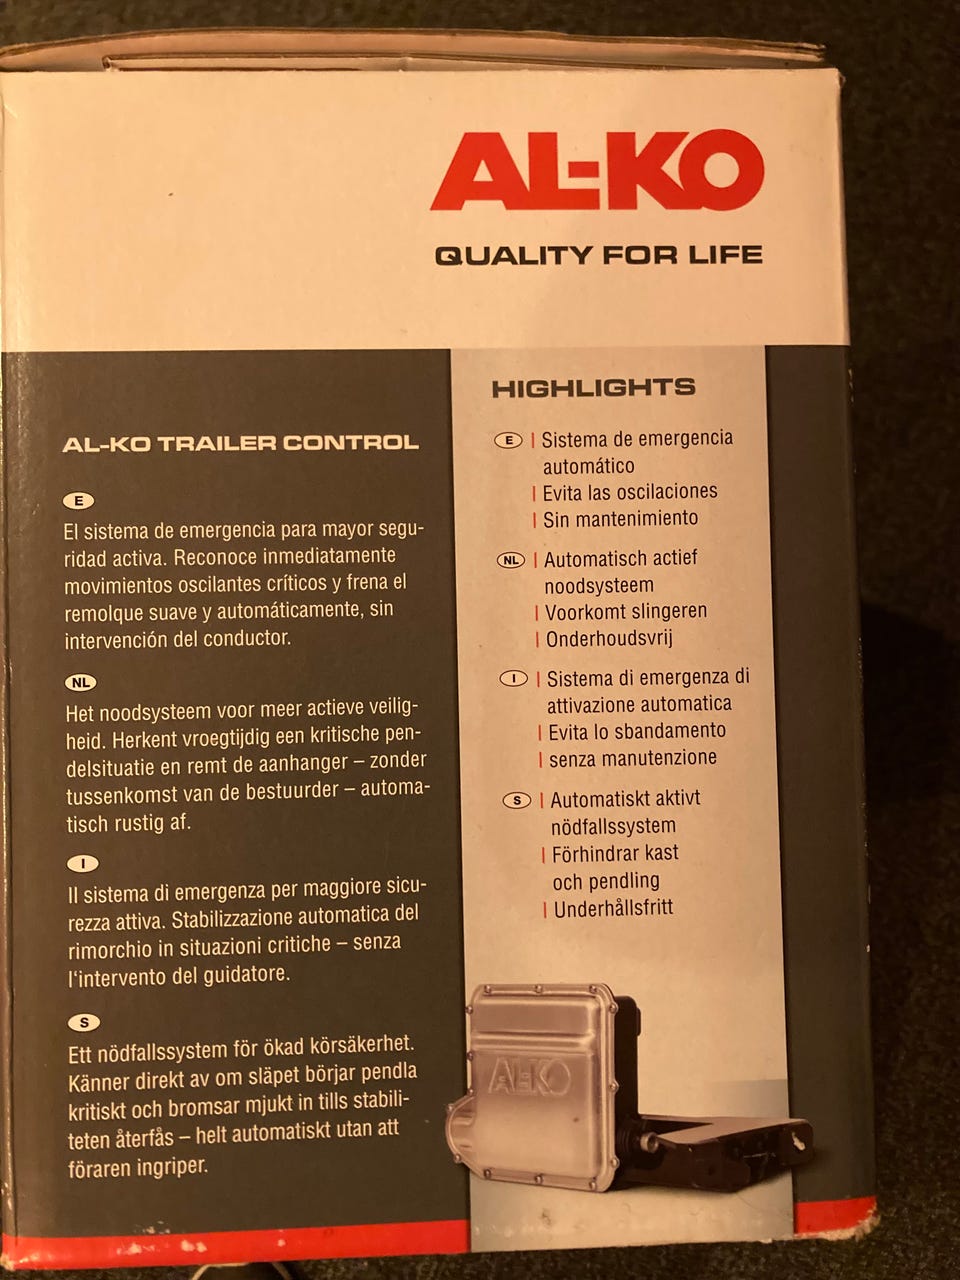 AL-KO
QUALITY FOR LIFE
AL-KO TRAILER CONTROL
E
El sistema de emergencia para mayor segu-
ridad activa. Reconoce inmediatamente
movimientos oscilantes críticos y frena el
remolque suave y automáticamente, sin
intervención del conductor.
NL
Het noodsysteem voor meer actieve veilig-
heid. Herkent vroegtijdig een kritische pen-
delsituatie en remt de aanhanger – zonder
tussenkomst van de bestuurder – automa-
tisch rustig af.
I
Il sistema di emergenza per maggiore sicu-
rezza attiva. Stabilizzazione automatica del
rimorchio in situazioni critiche – senza
l'intervento del guidatore.
S
Ett nödfallssystem för ökad körsäkerhet.
Känner direkt av om släpet börjar pendla
kritiskt och bromsar mjukt in tills stabili-
teten återfås – helt automatiskt utan att
föraren ingriper.
HIGHLIGHTS
E | Sistema de emergencia
automático
| Evita las oscilaciones
| Sin mantenimiento
NL | Automatisch actief
noodsysteem
| Voorkomt slingeren
| Onderhoudsvrij
I | Sistema di emergenza di
attivazione automatica
| Evita lo sbandamento
| senza manutenzione
S | Automatiskt aktivt
nödfallssystem
| Förhindrar kast
och pendling
| Underhållsfritt
AL-KO